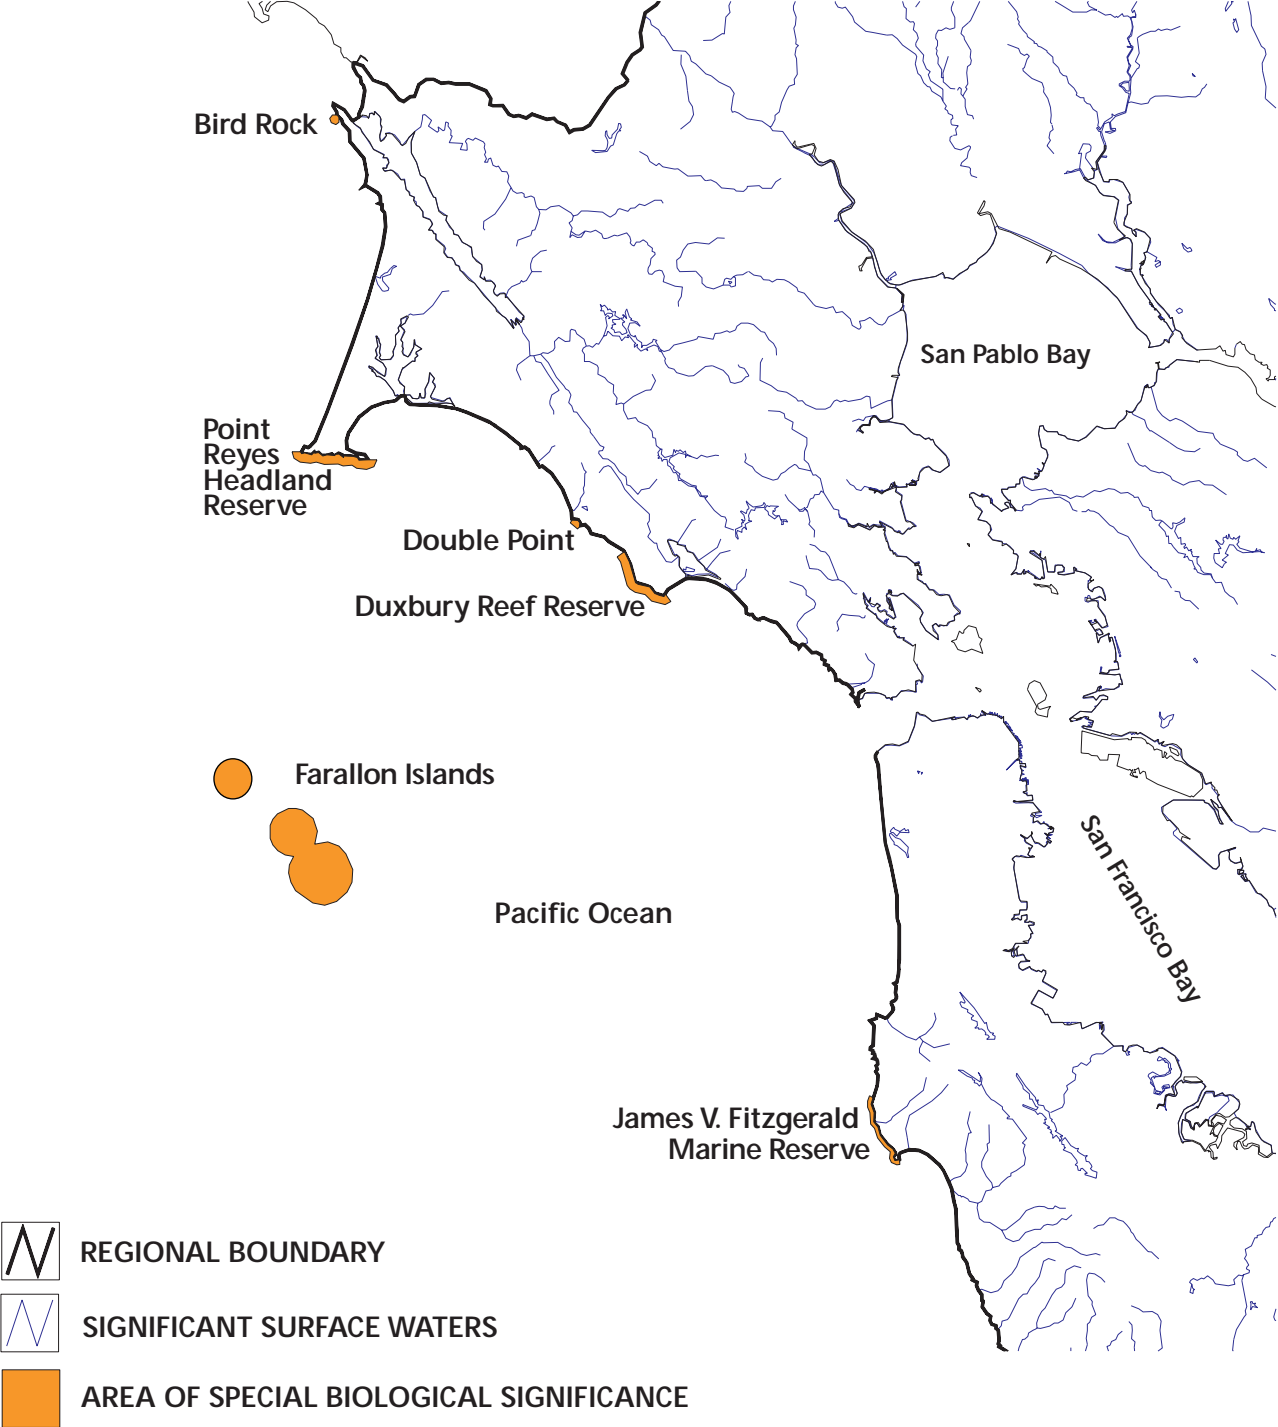 Bird Rock
San Pablo Bay
Point
Reyes
Headland
Reserve
Double Point
Duxbury Reef Reserve
Farallon Islands
San Francisco Bay
Pacific Ocean
James V. Fitzgerald
Marine Reserve
REGIONAL BOUNDARY
SIGNIFICANT SURFACE WATERS
AREA OF SPECIAL BIOLOGICAL SIGNIFICANCE